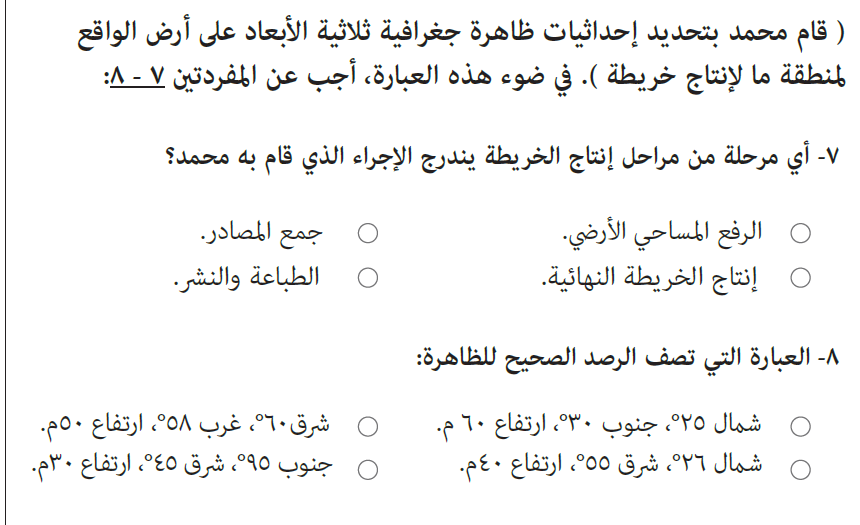 ( قام محمد بتحديد إحداثيات ظاهرة جغرافية ثلاثية الأبعاد على أرض الواقع
لمنطقة ما لإنتاج خريطة ). في ضوء هذه العبارة، أجب عن المفردتين ٧ - ٨:
٧- أي مرحلة من مراحل إنتاج الخريطة يندرج الإجراء الذي قام به محمد؟
الرفع المساحي الأرضي. جمع المصادر.
إنتاج الخريطة النهائية. الطباعة والنشر.
٨- العبارة التي تصف الرصد الصحيح للظاهرة:
شمال ٢٥°، جنوب ٣٠°، ارتفاع ٦٠ م. شرق٦٠°، غرب ٥٨°، ارتفاع ٥٠م.
شمال ٢٦°، شرق ٥٥°، ارتفاع ٤٠م. جنوب ٩٥°، شرق ٤٥°، ارتفاع ٣٠م.